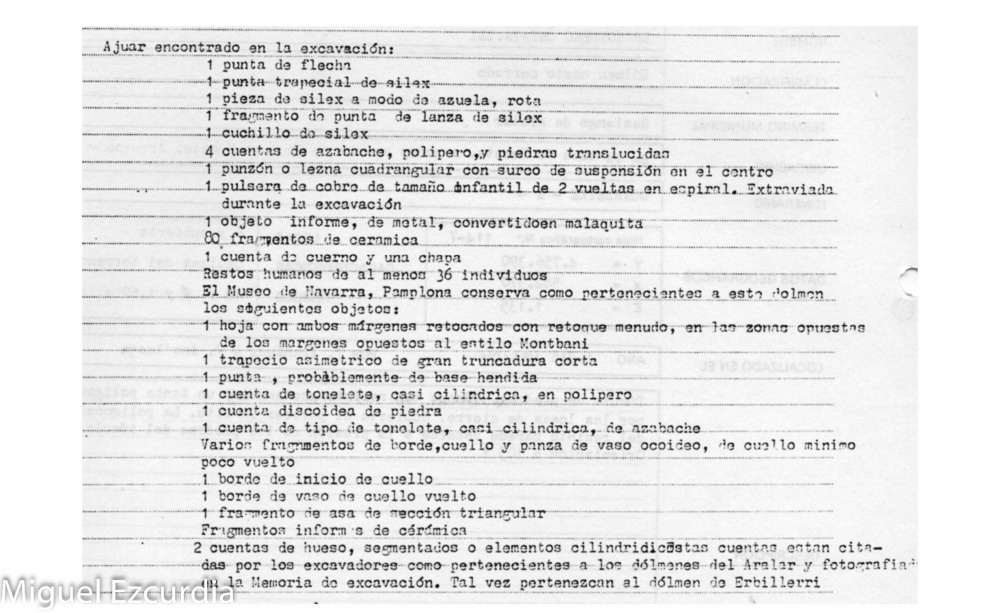 Ajuar encontrado en la excavación:
1 punta de flecha
1 punta trapecial de silex
1 pieza de silex a modo de azuela, rota
1 fragmento de punta de lanza de silex
1 cuchillo de silex
4 cuentas de azabache, polipero,y piedras translucidas
1 punzón o lezna cuadrangular con surco de suspensión en el centro
1 pulsera de cobre de tamaño infantil de 2 vueltas en espiral. Extraviada
durante la excavación
1 objeto informe, de metal, convertidoen malaquita
80 fragmentos de ceramica
1 cuenta de cuerno y una chapa
Restos humanos de al menos 36 individuos
El Museo de Navarra, Pamplona conserva como pertenecientes a este dolmen
los siguientes objetos:
1 hoja con ambos márgenes retocados con retoque menudo, en las zonas opuestas
de los margenes opuestos al estilo Montbani
1 trapecio asimetrico de gran truncadura corta
1 punta , probablemente de base hendida
1 cuenta de tonelete, casi cilindrica, en polipero
1 cuenta discoidea de piedra
1 cuenta de tipo de tonelete, casi cilindrica, de azabache
Varios fragmentos de borde,cuello y panza de vaso ocoideo, de cuello minimo
poco vuelto
1 borde de inicio de cuello
1 borde de vaso de cuello vuelto
1 fragmento de asa de sección triangular
Fragmentos inform s de cérámica
2 cuentas de hueso, segmentados o elementos estas cuentas estan cita-
das por los excavadores como pertenecientes a los dólmenes del Aralar y
en la Memoria de excavación. Tal vez pertenezcan al dólmen de Erbillerri
Miguel Ezcurdia